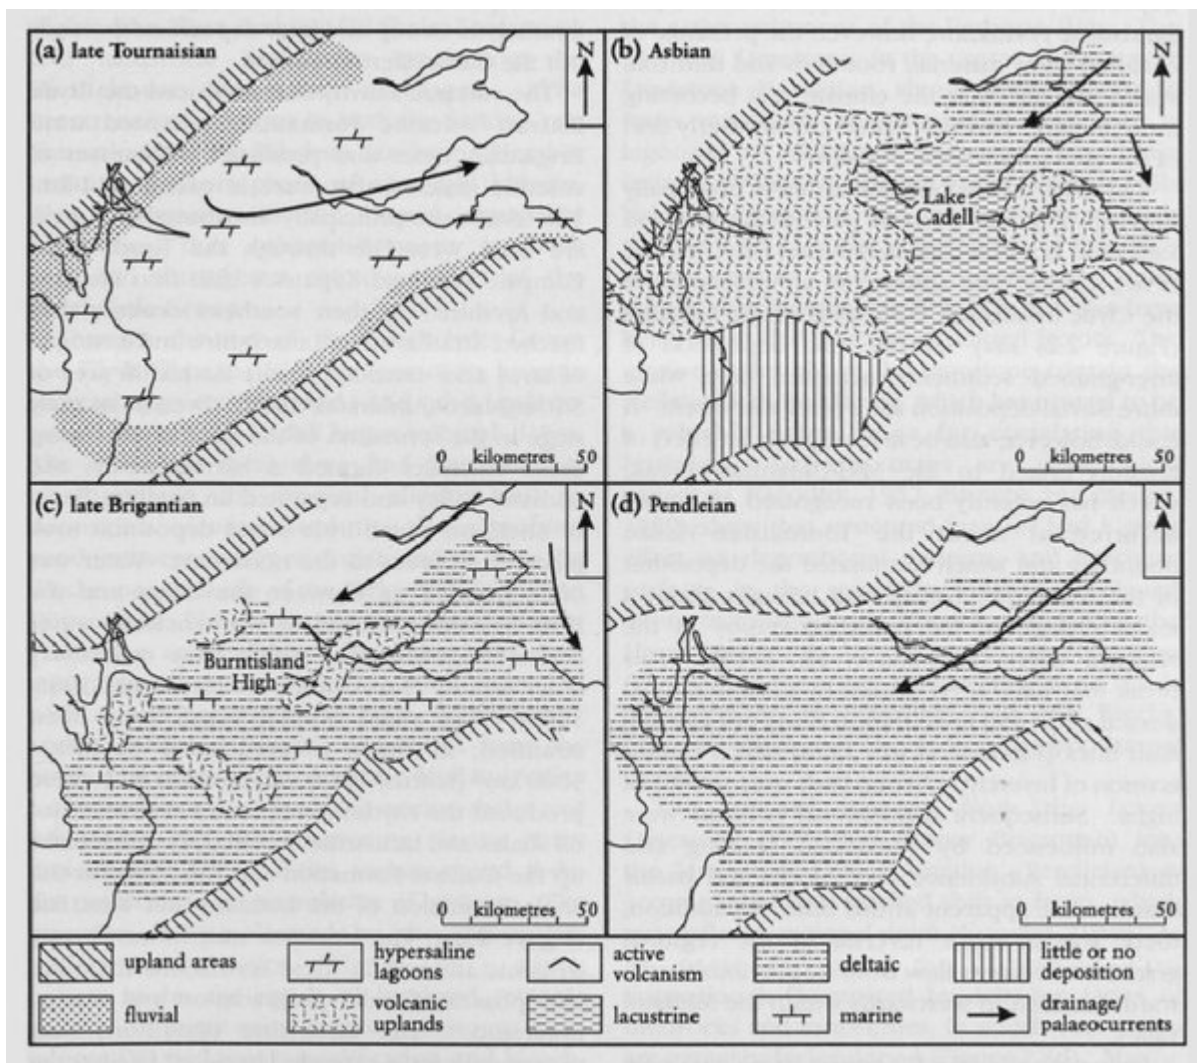 (a) late Tournaisian
N
0 kilometres 50
(b) Asbian
N
Lake
Cadell
0 kilometres 50
(c) late Brigantian
N
Burntisland
High
0 kilometres 50
(d) Pendleian
N
0 kilometres 50
upland areas
hypersaline
lagoons
active
volcanism
deltaic
little or no
deposition
fluvial
volcanic
uplands
lacustrine
marine
drainage/
palaeocurrents